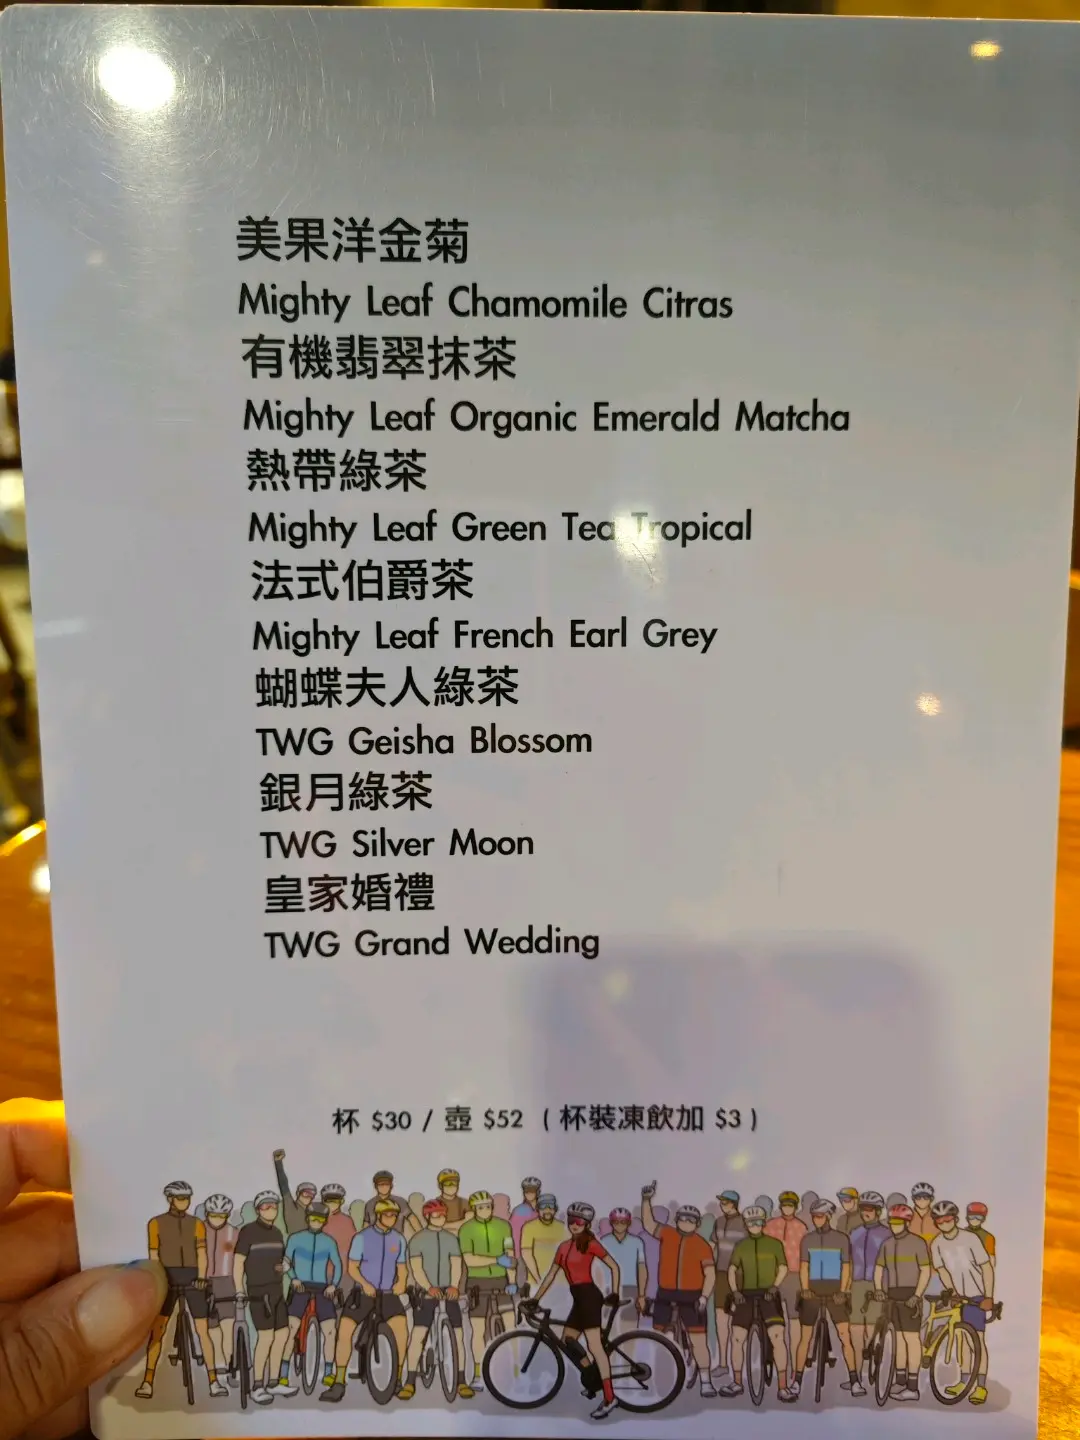 美果洋金菊
Mighty Leaf Chamomile Citras
有機翡翠抹茶
Mighty Leaf Organic Emerald Matcha
熱帶綠茶
Mighty Leaf Green Tea Tropical
法式伯爵茶
Mighty Leaf French Earl Grey
蝴蝶夫人綠茶
TWG Geisha Blossom
銀月綠茶
TWG Silver Moon
皇家婚禮
TWG Grand Wedding
杯 $30 / 壺 $52 ( 杯裝凍飲加 $3 )